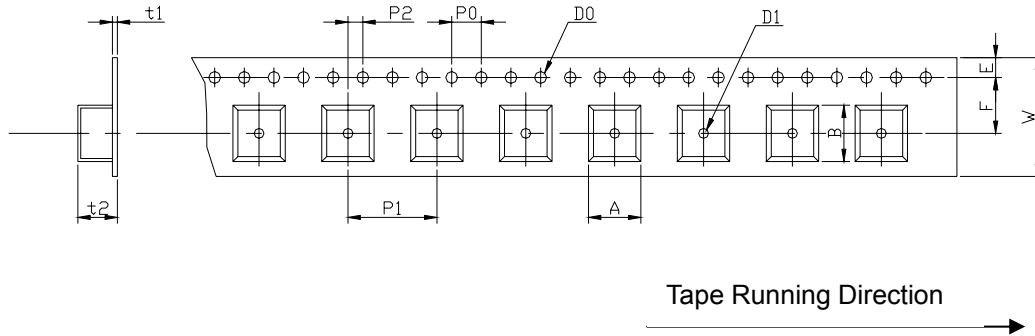 t1 P2 P0 D0 D1
E
F
W
B
t2
P1 A
Tape Running Direction